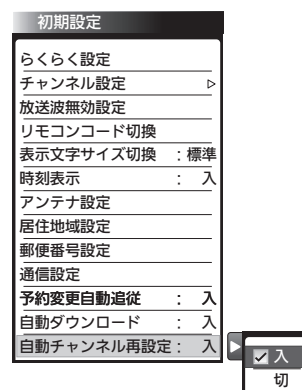 初期設定
らくらく設定
チャンネル設定
放送波無効設定
リモコンコード切換
表示文字サイズ切換 : 標準
時刻表示 : 入
アンテナ設定
居住地域設定
郵便番号設定
通信設定
予約変更自動追従 : 入
自動ダウンロード : 入
自動チャンネル再設定 : 入
入
切